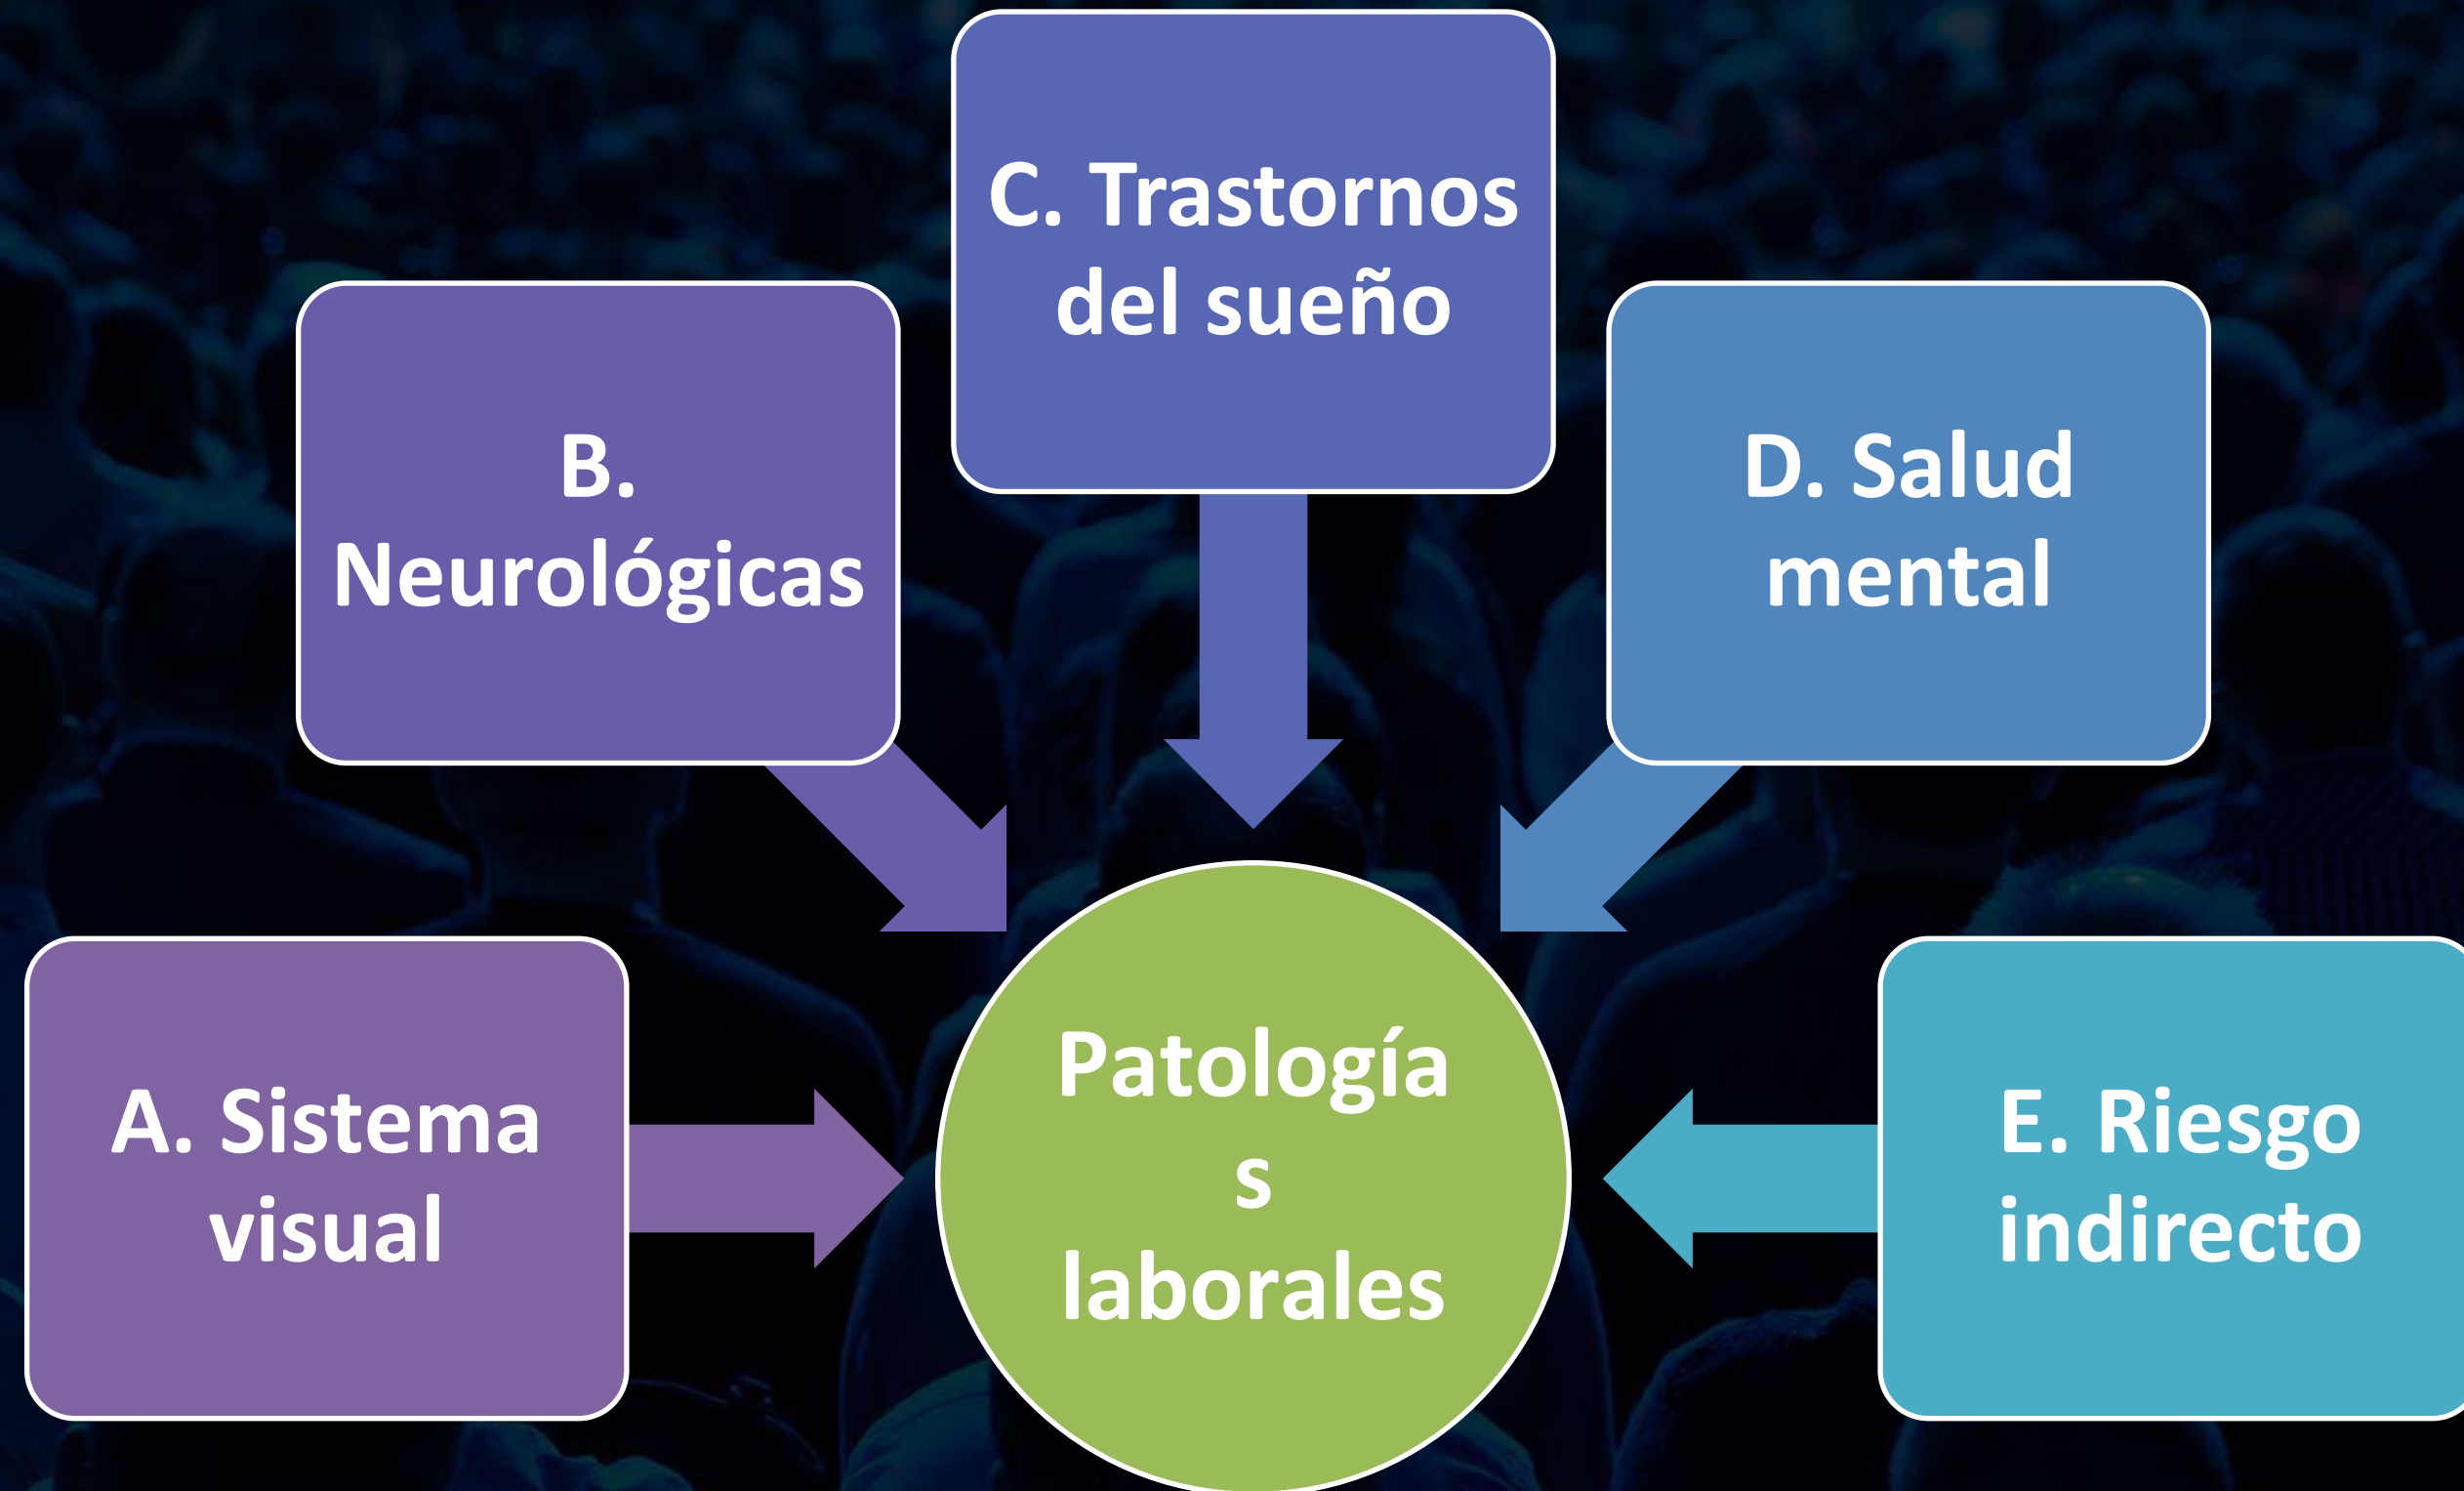 C. Trastornos
del sueño
B.
Neurológicas
D. Salud
mental
A. Sistema
visual
Patología
s
laborales
E. Riesgo
indirecto